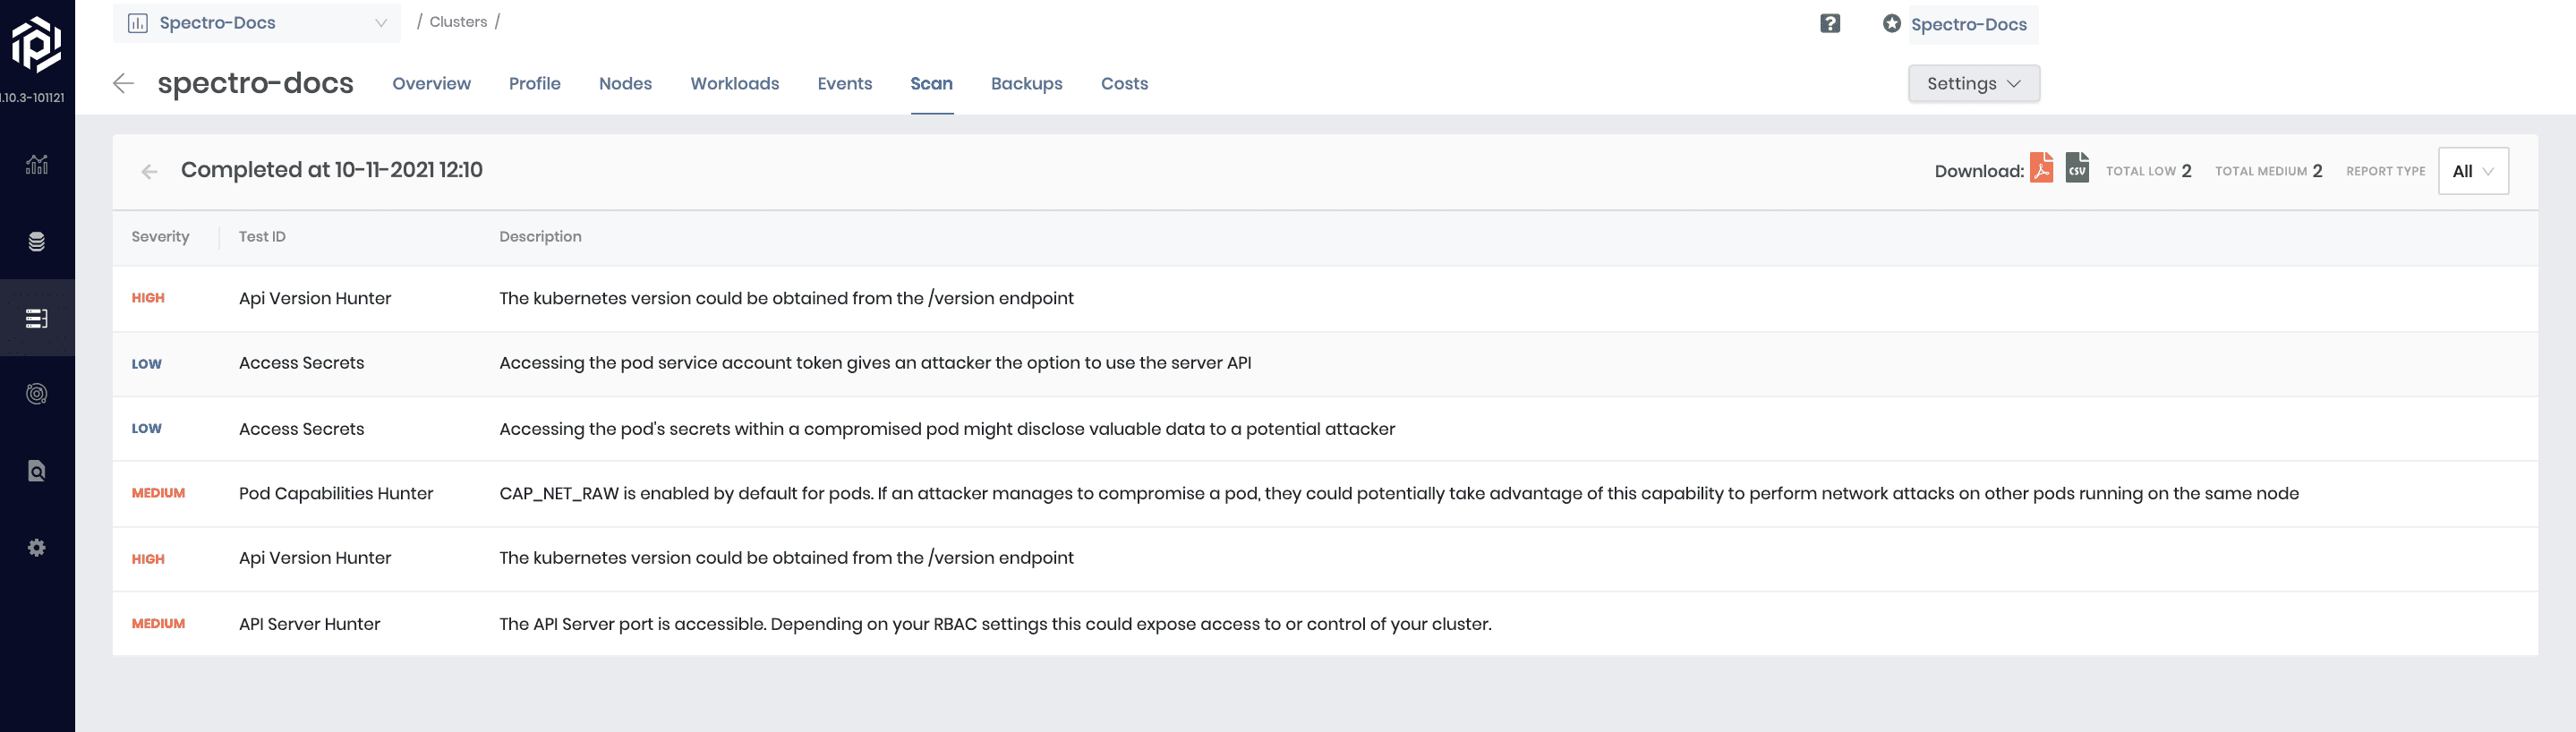 Spectro-Docs / Clusters / Spectro-Docs
spectro-docs Overview Profile Nodes Workloads Events Scan Backups Costs Settings
.10.3-101121
Completed at 10-11-2021 12:10 Download: CSV TOTAL LOW 2 TOTAL MEDIUM 2 REPORT TYPE All
Severity Test ID Description
HIGH Api Version Hunter The kubernetes version could be obtained from the /version endpoint
LOW Access Secrets Accessing the pod service account token gives an attacker the option to use the server API
LOW Access Secrets Accessing the pod's secrets within a compromised pod might disclose valuable data to a potential attacker
MEDIUM Pod Capabilities Hunter CAP_NET_RAW is enabled by default for pods. If an attacker manages to compromise a pod, they could potentially take advantage of this capability to perform network attacks on other pods running on the same node
HIGH Api Version Hunter The kubernetes version could be obtained from the /version endpoint
MEDIUM API Server Hunter The API Server port is accessible. Depending on your RBAC settings this could expose access to or control of your cluster.